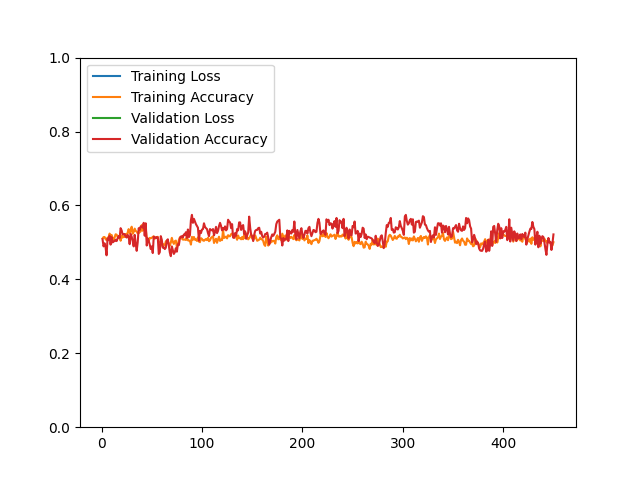 1.0
0.8
0.6
0.4
0.2
0.0
Training Loss
Training Accuracy
Validation Loss
Validation Accuracy
0 100 200 300 400